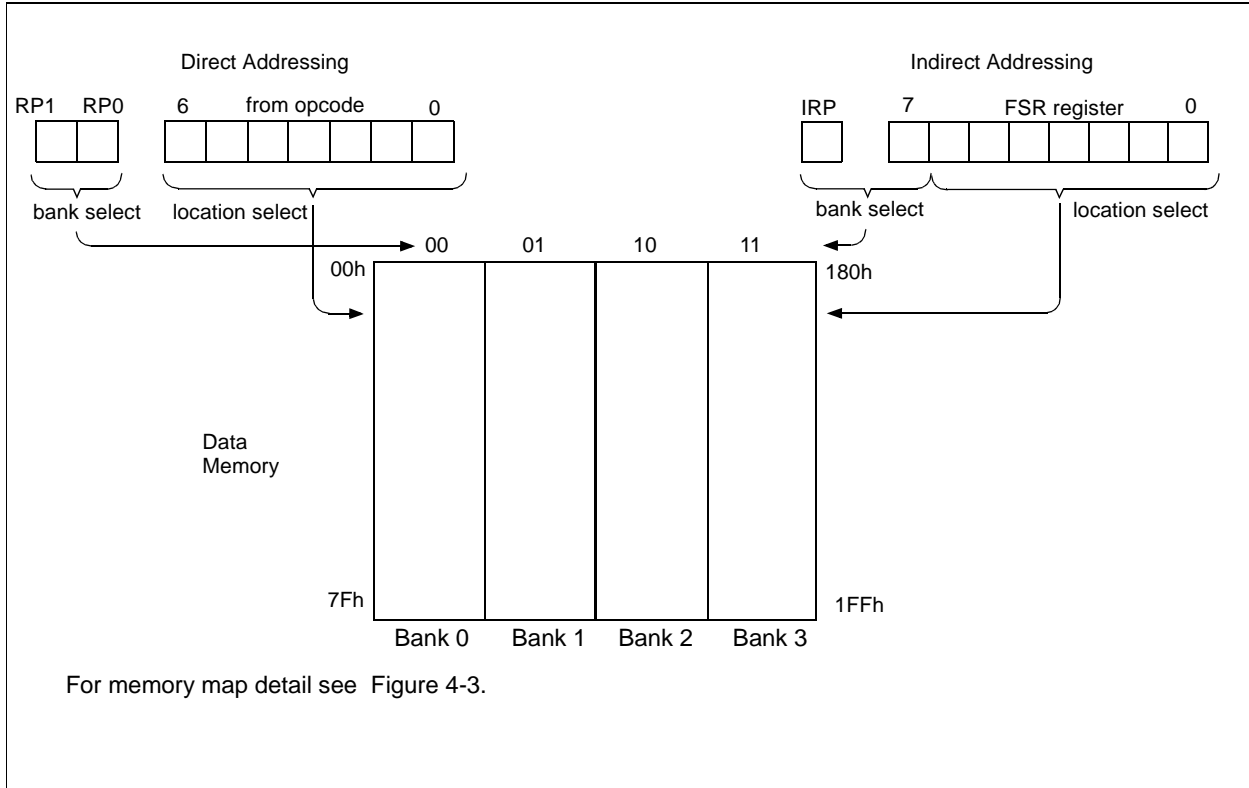 Direct Addressing
Indirect Addressing
RP1 RP0 6 from opcode 0
IRP 7 FSR register 0
bank select location select
bank select location select
00 01 10 11
00h
180h
Data
Memory
7Fh
1FFh
Bank 0 Bank 1 Bank 2 Bank 3
For memory map detail see Figure 4-3.